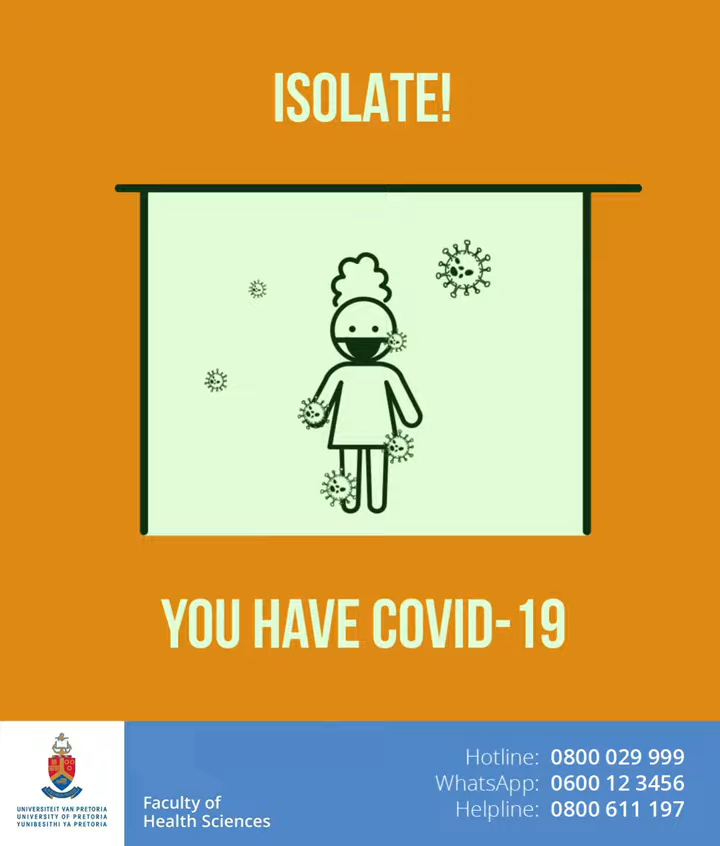 ISOLATE!
YOU HAVE COVID-19
UNIVERSITEIT VAN PRETORIA
UNIVERSITY OF PRETORIA
YUNIBESITHI YA PRETORIA
Faculty of
Health Sciences
Hotline: 0800 029 999
WhatsApp: 0600 12 3456
Helpline: 0800 611 197